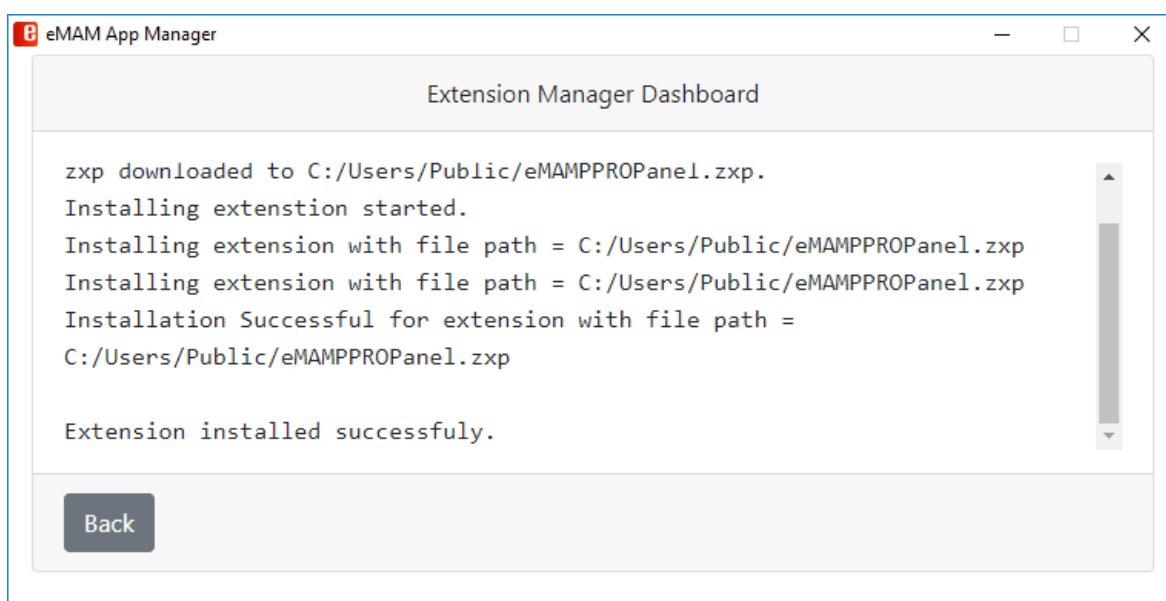 eMAM App Manager
Extension Manager Dashboard
zxp downloaded to C:/Users/Public/eMAMPPROPanel.zxp.
Installing extenstion started.
Installing extension with file path = C:/Users/Public/eMAMPPROPanel.zxp
Installing extension with file path = C:/Users/Public/eMAMPPROPanel.zxp
Installation Successful for extension with file path =
C:/Users/Public/eMAMPPROPanel.zxp
Extension installed successfuly.
Back